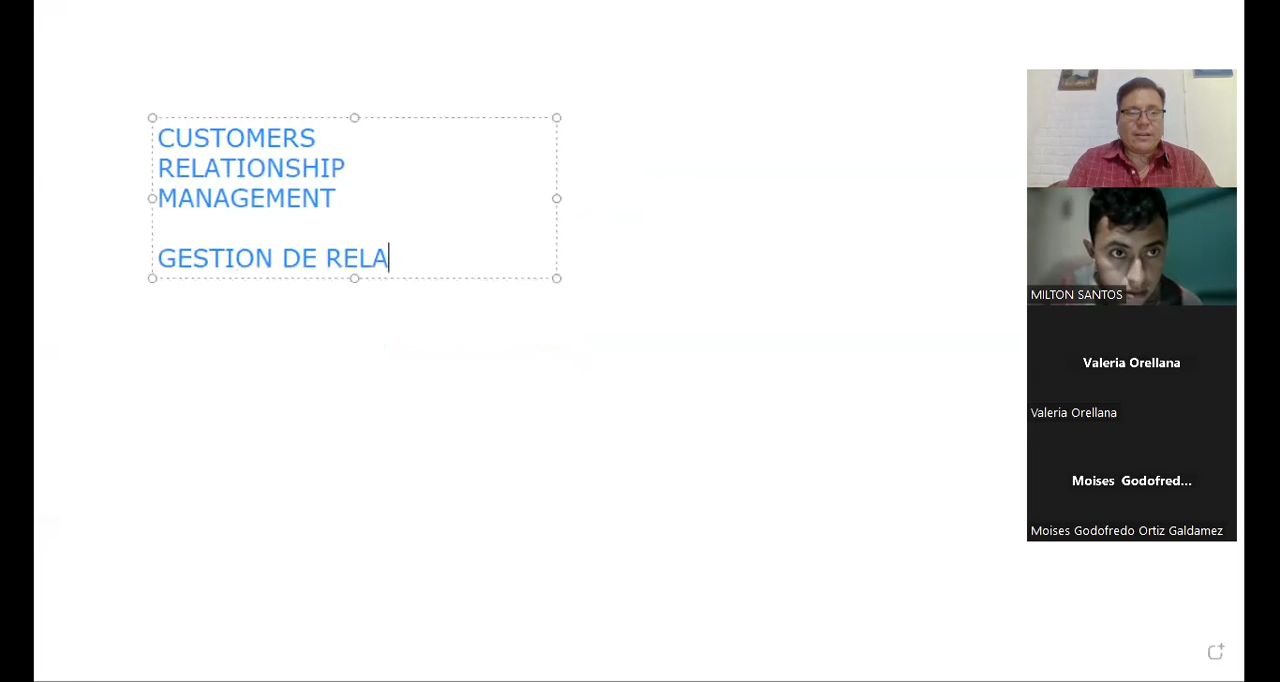 CUSTOMERS
RELATIONSHIP
MANAGEMENT
GESTION DE RELA
MILTON SANTOS
Valeria Orellana
Valeria Orellana
Moises Godofred...
Moises Godofredo Ortiz Galdamez